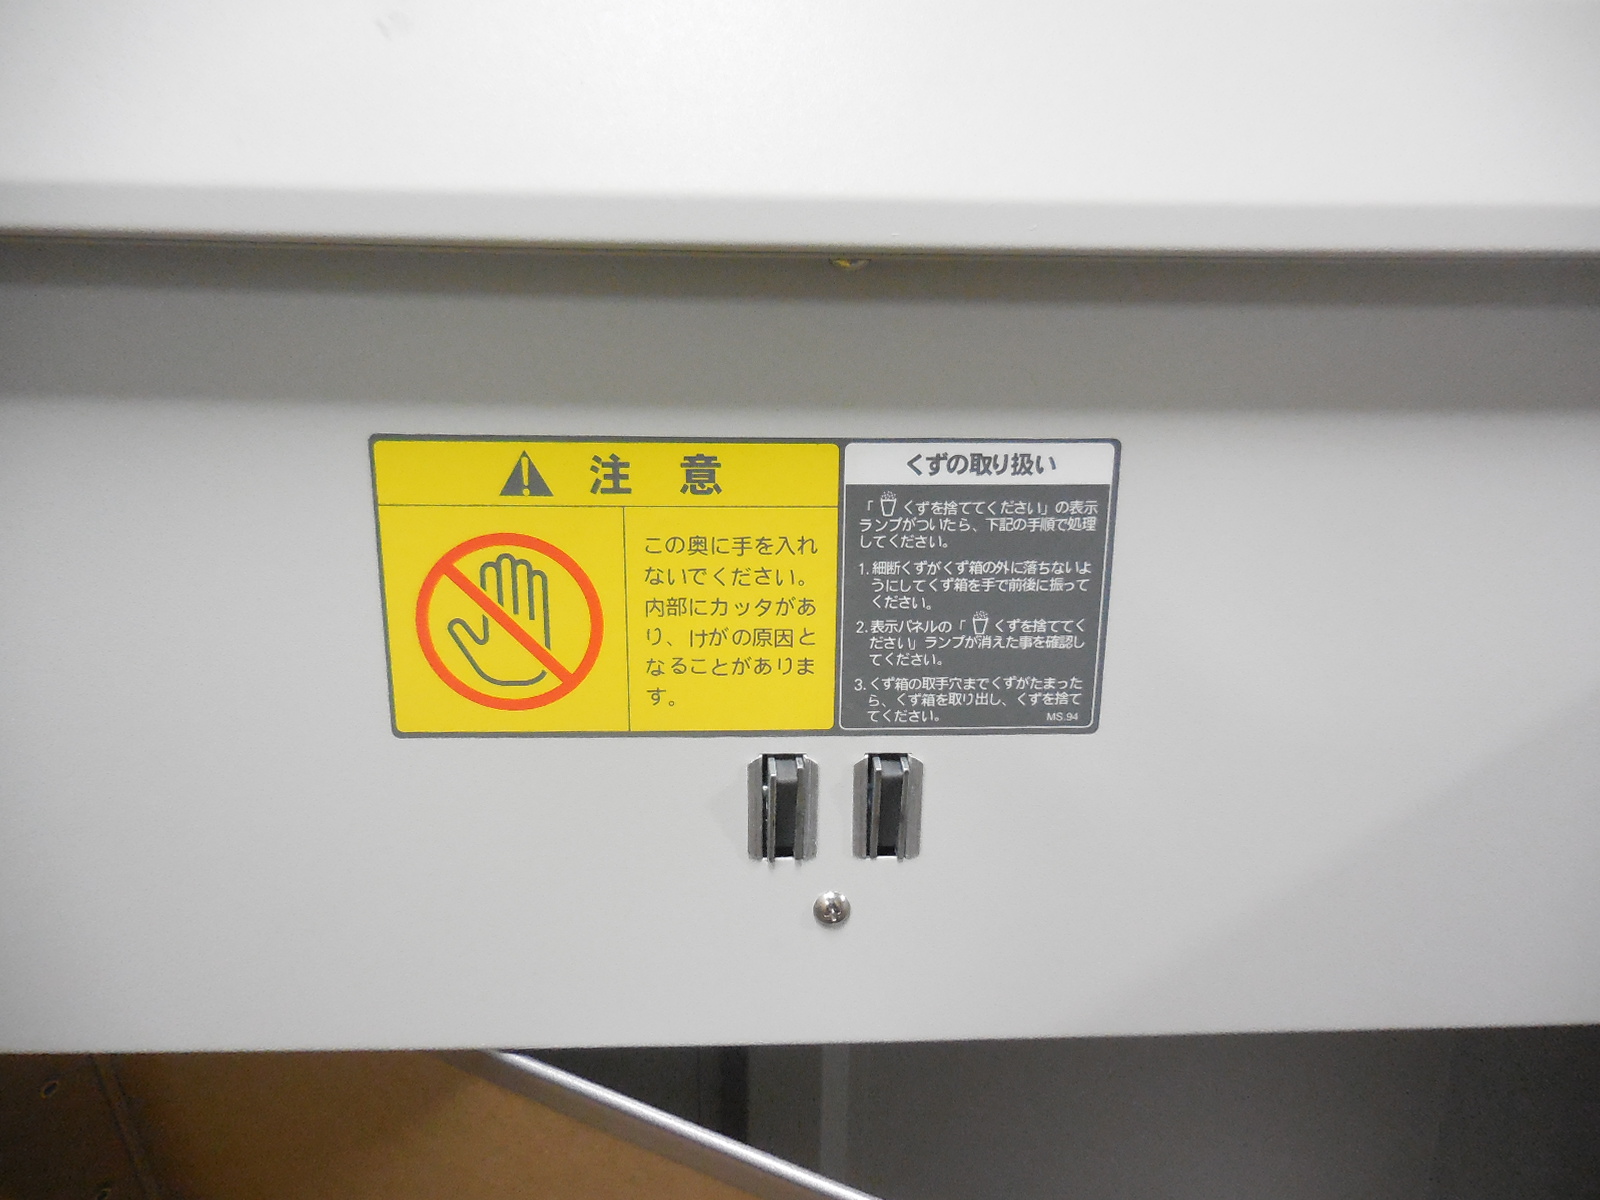 注意
この奥に手を入れ
ないでください。
内部にカッタがあ
り、けがの原因と
なることがありま
す。
くずの取り扱い
「くずを捨ててください」の表示
ランプがついたら、下記の手順で処理
してください。
1.細断くずがくず箱の外に落ちないよ
うにしてくず箱を手で前後に振って
ください。
2.表示パネルの「くずを捨ててく
ださい」ランプが消えた事を確認し
てください。
3.くず箱の取手穴までくずがたまった
ら、くず箱を取り出し、くずを捨て
てください。
MS.94